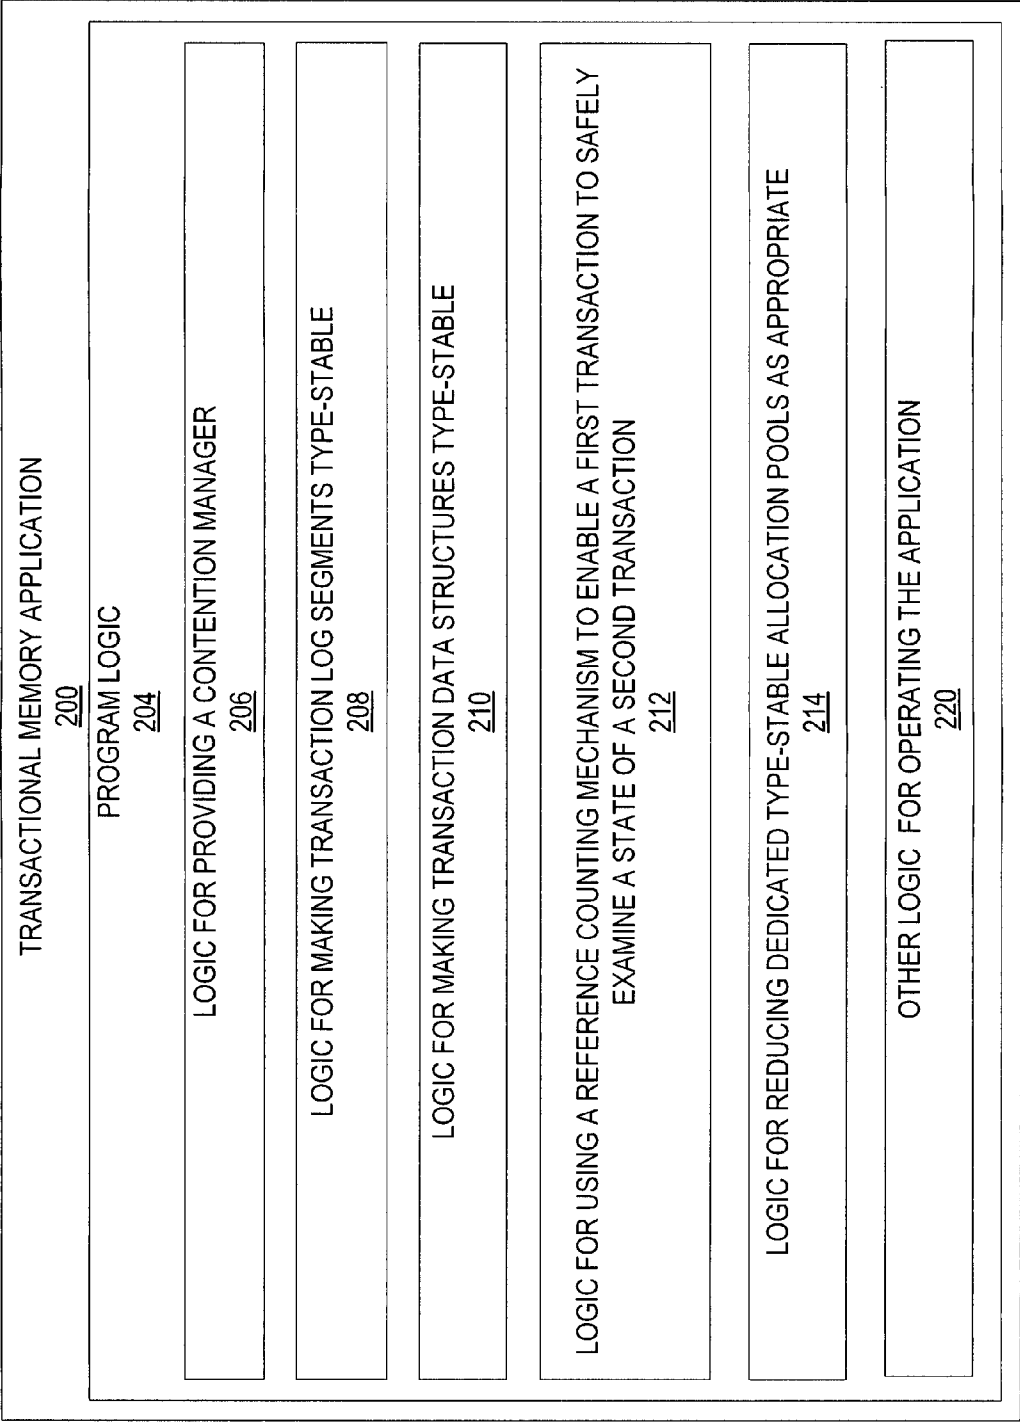 TRANSACTIONAL MEMORY APPLICATION
200
PROGRAM LOGIC
204
LOGIC FOR PROVIDING A CONTENTION MANAGER
206
LOGIC FOR MAKING TRANSACTION LOG SEGMENTS TYPE-STABLE
208
LOGIC FOR MAKING TRANSACTION DATA STRUCTURES TYPE-STABLE
210
LOGIC FOR USING A REFERENCE COUNTING MECHANISM TO ENABLE A FIRST TRANSACTION TO SAFELY
EXAMINE A STATE OF A SECOND TRANSACTION
212
LOGIC FOR REDUCING DEDICATED TYPE-STABLE ALLOCATION POOLS AS APPROPRIATE
214
OTHER LOGIC FOR OPERATING THE APPLICATION
220